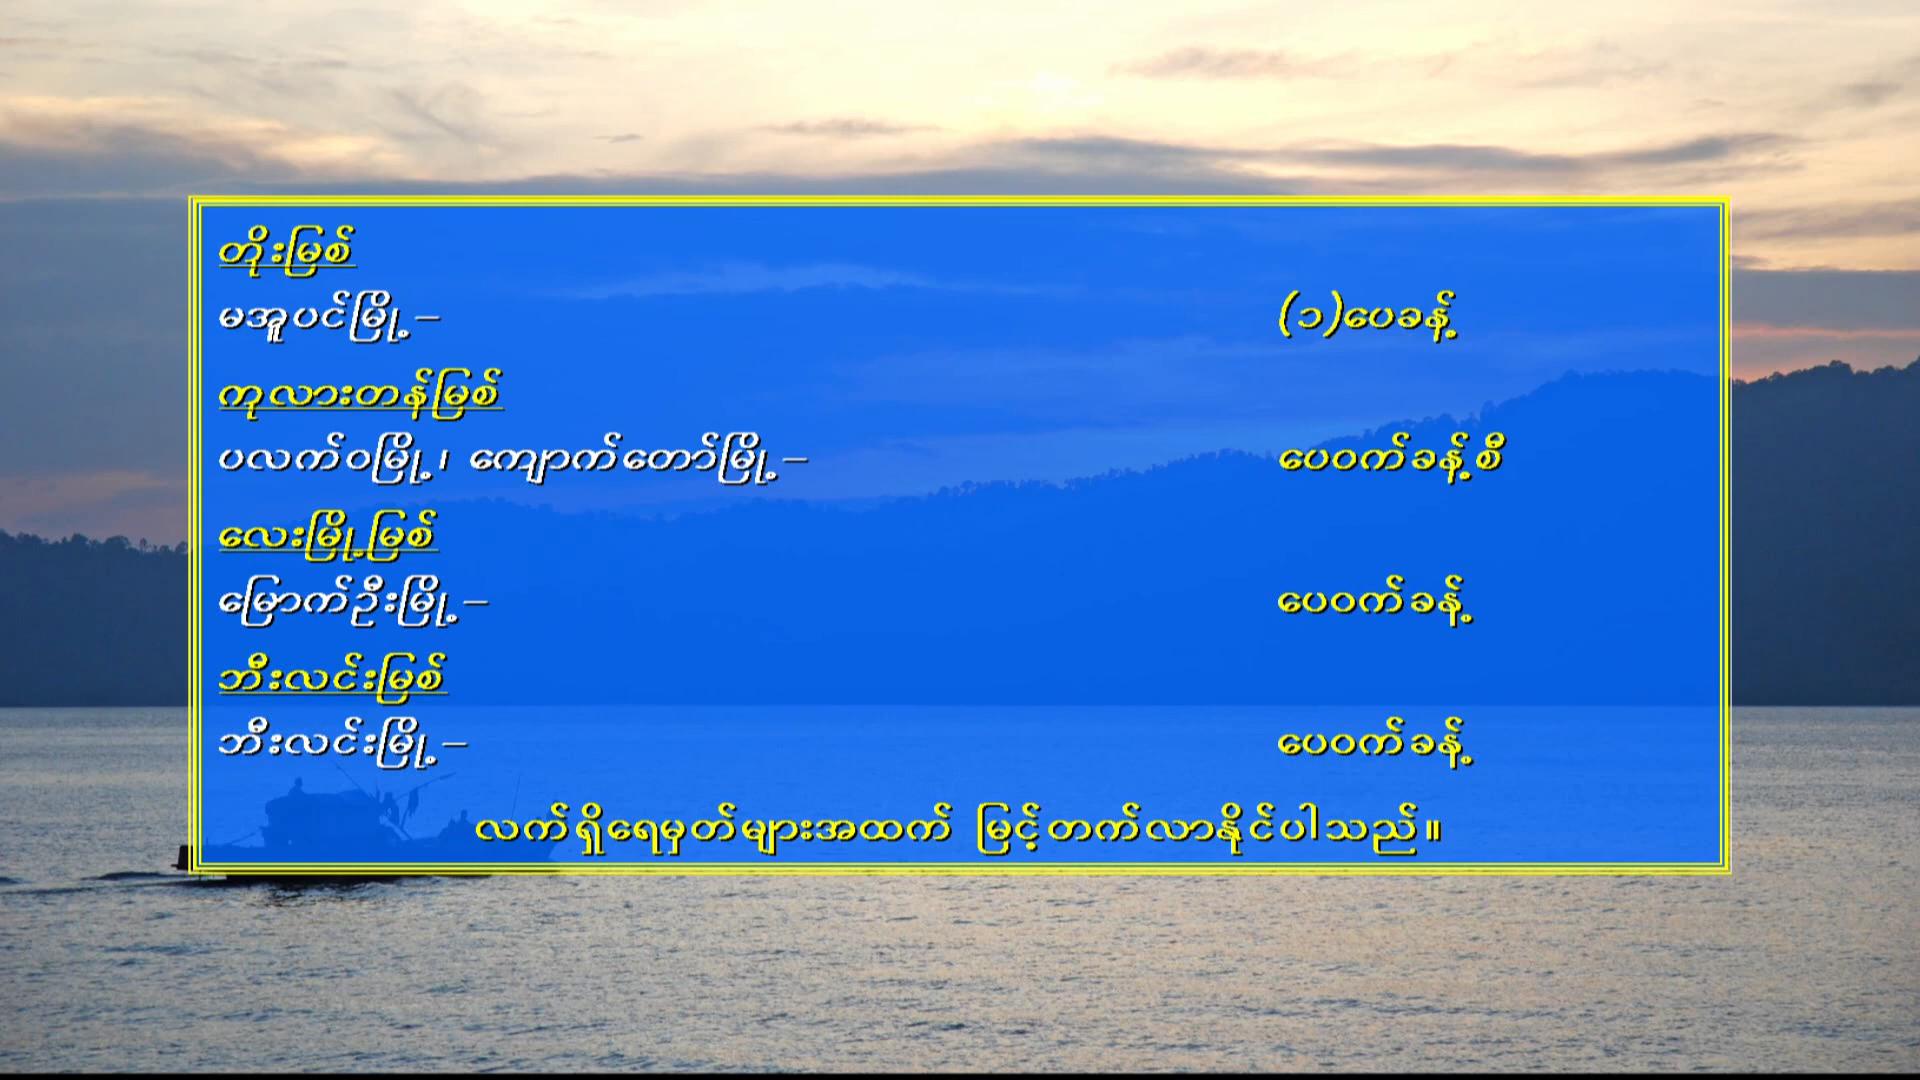 တိုးမြစ်
မအူပင်မြို့ – (၁)ပေခန့်
ကုလားတန်မြစ်
ပလက်ဝမြို့၊ ကျောက်တော်မြို့ – ပေဝက်ခန့်စီ
လေးမြို့မြစ်
မြောက်ဦးမြို့ – ပေဝက်ခန့်
ဘီးလင်းမြစ်
ဘီးလင်းမြို့ – ပေဝက်ခန့်
လက်ရှိရေမှတ်များအထက် မြင့်တက်လာနိုင်ပါသည်။